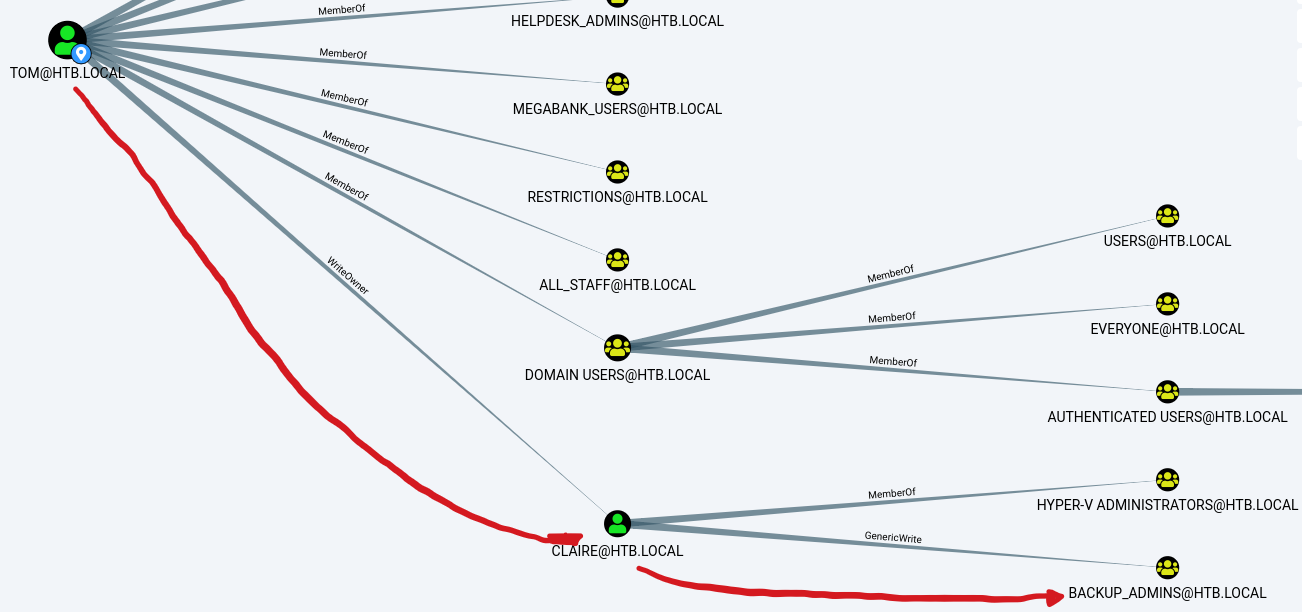 MemberOf
HELPDESK_ADMINS@HTB.LOCAL
TOM@HTB.LOCAL
MemberOf
MEGABANK_USERS@HTB.LOCAL
MemberOf
RESTRICTIONS@HTB.LOCAL
MemberOf
ALL_STAFF@HTB.LOCAL
MemberOf
DOMAIN USERS@HTB.LOCAL
WriteOwner
CLAIRE@HTB.LOCAL
MemberOf
USERS@HTB.LOCAL
MemberOf
EVERYONE@HTB.LOCAL
MemberOf
AUTHENTICATED USERS@HTB.LOCAL
MemberOf
HYPER-V ADMINISTRATORS@HTB.LOCAL
GenericWrite
BACKUP_ADMINS@HTB.LOCAL